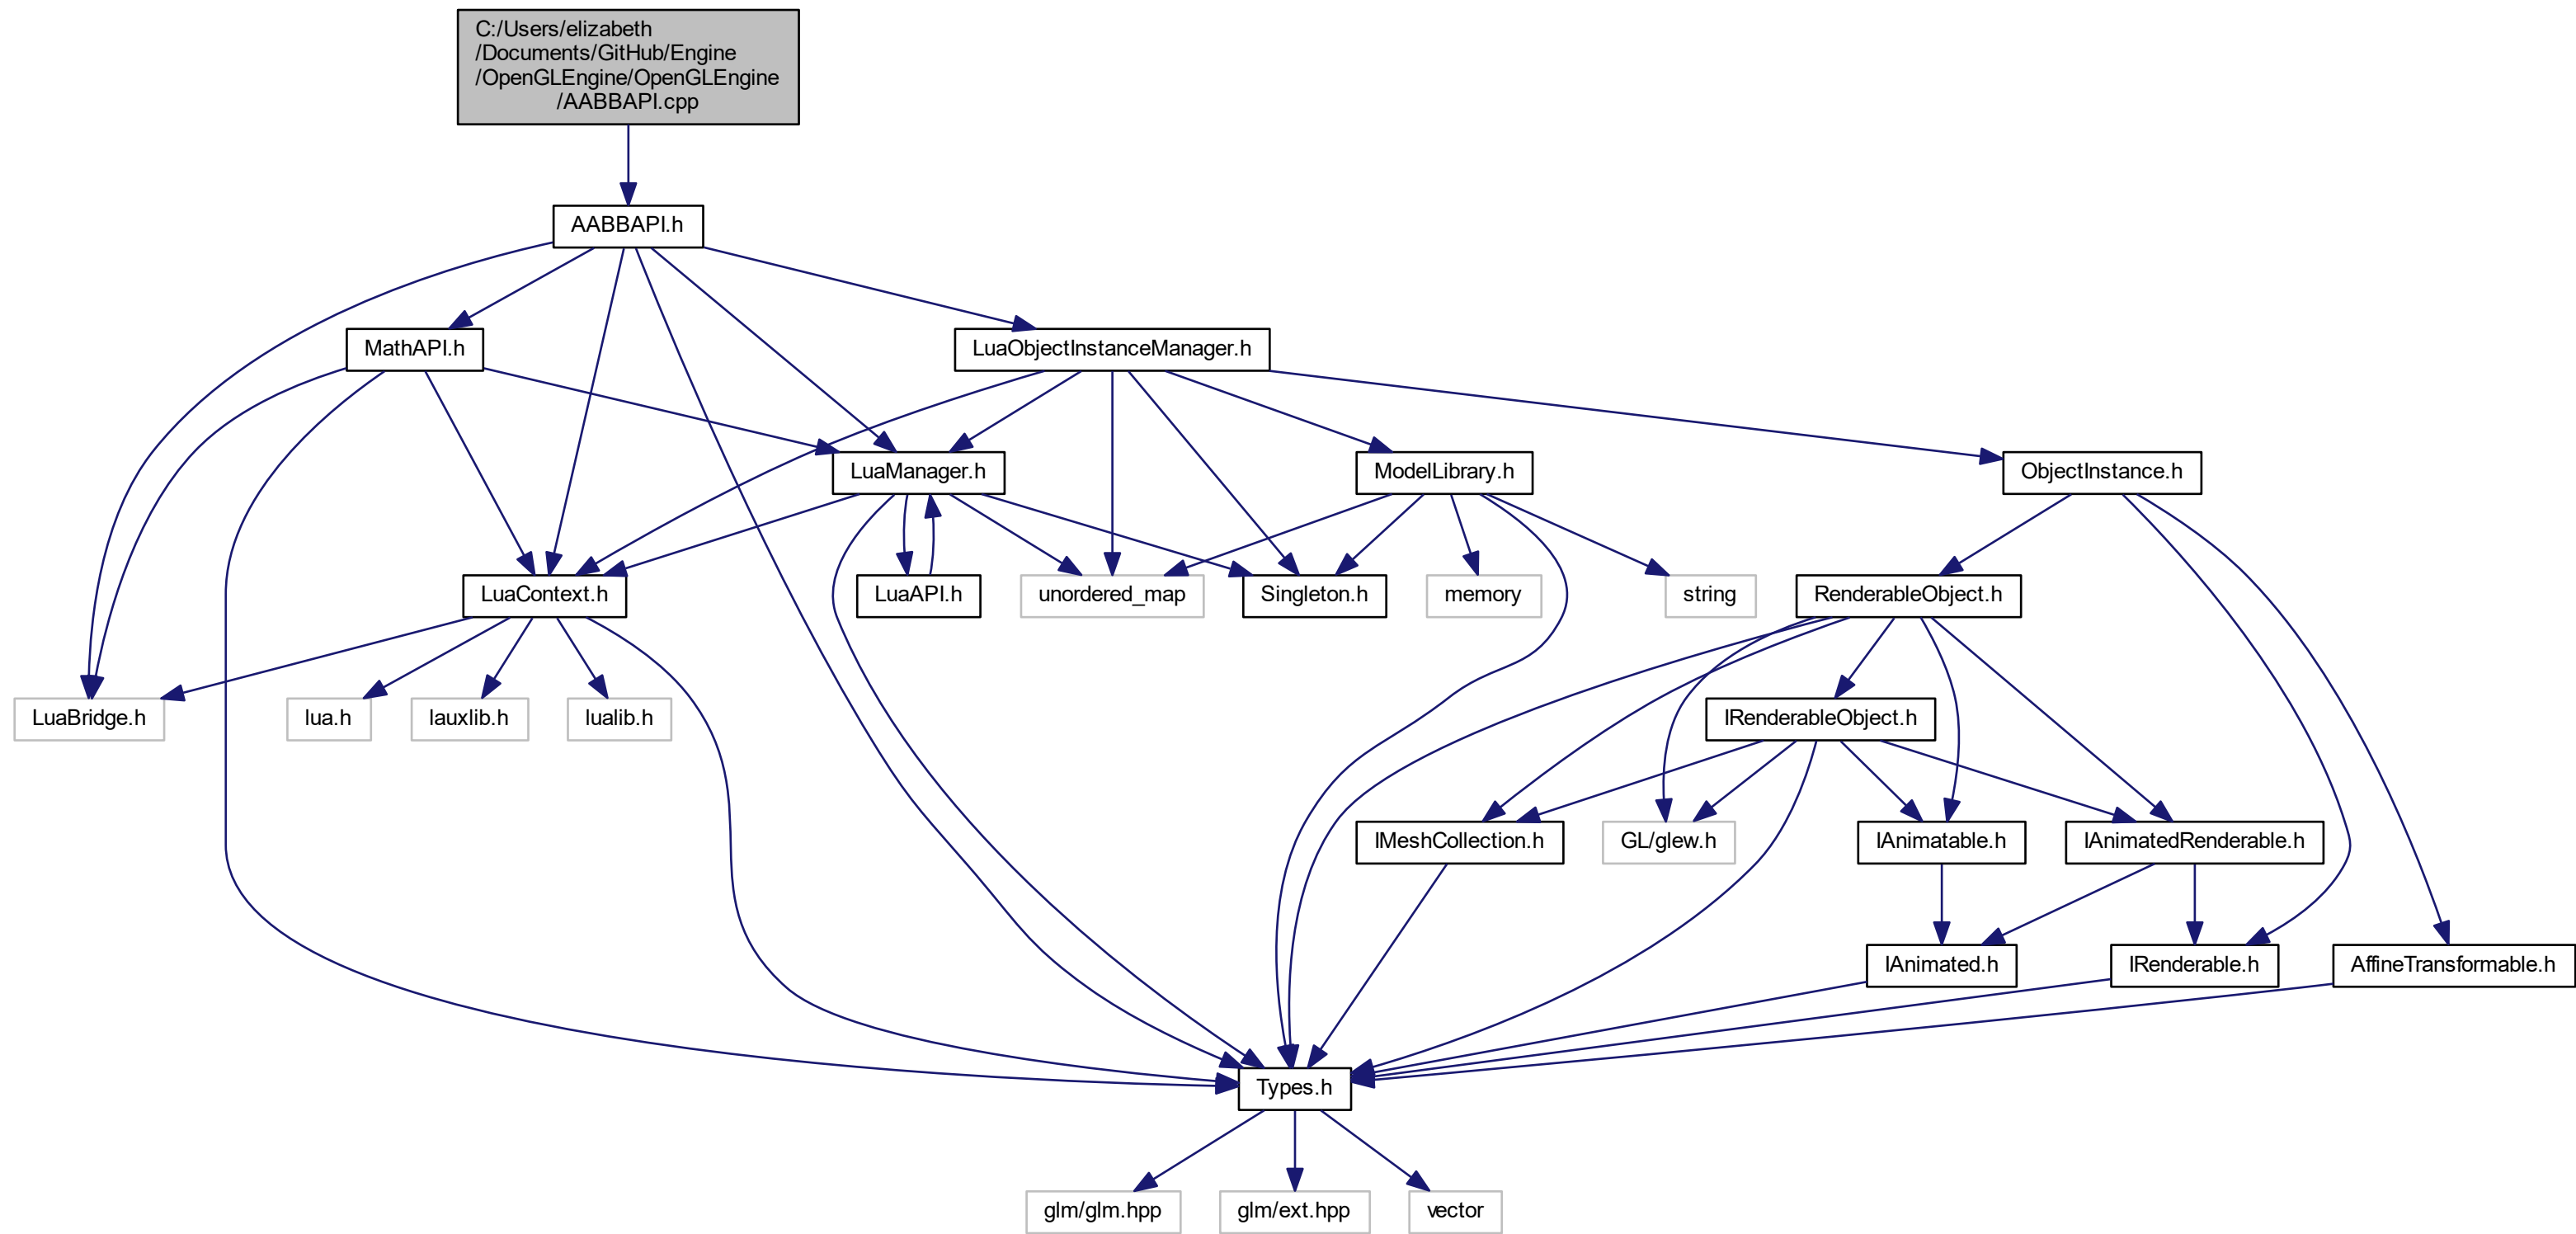 C:/Users/elizabeth
/Documents/GitHub/Engine
/OpenGLEngine/OpenGLEngine
/AABBAPI.cpp
AABBAPI.h
MathAPI.h
LuaObjectInstanceManager.h
LuaManager.h
ModelLibrary.h
ObjectInstance.h
LuaContext.h
LuaAPI.h
unordered_map
Singleton.h
memory
string
RenderableObject.h
LuaBridge.h
lua.h
lauxlib.h
lualib.h
IRenderableObject.h
IMeshCollection.h
GL/glew.h
IAnimatable.h
IAnimatedRenderable.h
IAnimated.h
IRenderable.h
AffineTransformable.h
Types.h
glm/glm.hpp
glm/ext.hpp
vector